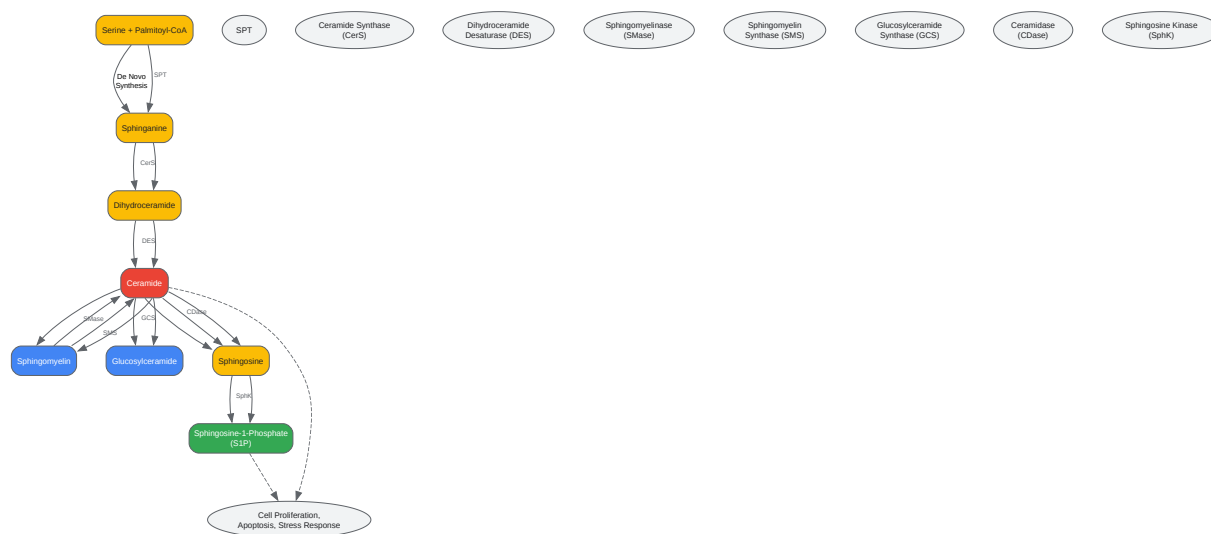 Serine + Palmitoyl-CoA
SPT
Ceramide Synthase
(CerS)
Dihydroceramide
Desaturase (DES)
Sphingomyelinase
(SMase)
Sphingomyelin
Synthase (SMS)
Glucosylceramide
Synthase (GCS)
Ceramidase
(CDase)
Sphingosine Kinase
(SphK)
De Novo
Synthesis
SPT
Sphinganine
CerS
Dihydroceramide
DES
Ceramide
SMase
SMS
GCS
CDase
Sphingomyelin
Glucosylceramide
Sphingosine
SphK
Sphingosine-1-Phosphate
(S1P)
Cell Proliferation,
Apoptosis, Stress Response